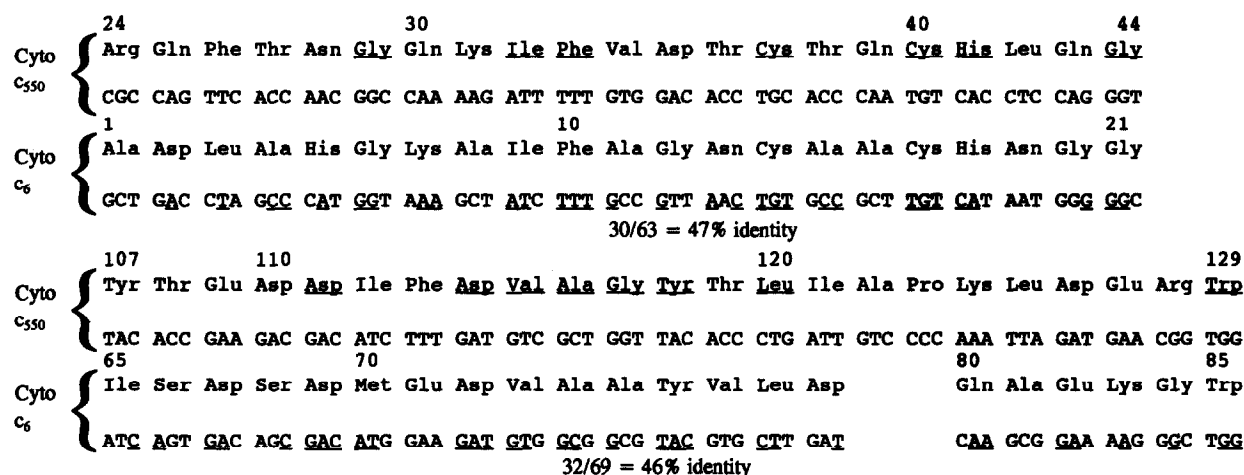 24 30 40 44
Cyto c550 Arg Gln Phe Thr Asn Gly Gln Lys Ile Phe Val Asp Thr Cys Thr Gln Cys His Leu Gln Gly
CGC CAG TTC ACC AAC GGC CAA AAG ATT TTT GTG GAC ACC TGC ACC CAA TGT CAC CTC CAG GGT
1 10 21
Cyto c6 Ala Asp Leu Ala His Gly Lys Ala Ile Phe Ala Gly Asn Cys Ala Ala Cys His Asn Gly Gly
GCT GAC CTA GCC CAT GGT AAA GCT ATC TTT GCC GTT AAC TGT GCC GCT TGT CAT AAT GGG GGC
30/63 = 47% identity
107 110 120 129
Cyto c550 Tyr Thr Glu Asp Asp Ile Phe Asp Val Ala Gly Tyr Thr Leu Ile Ala Pro Lys Leu Asp Glu Arg Trp
TAC ACC GAA GAC GAC ATC TTT GAT GTC GCT GGT TAC ACC CTG ATT GTC CCC AAA TTA GAT GAA CGG TGG
65 70 80 85
Cyto c6 Ile Ser Asp Ser Asp Met Glu Asp Val Ala Ala Tyr Val Leu Asp Gln Ala Glu Lys Gly Trp
ATC AGT GAC AGC GAC ATG GAA GAT GTG GCG GCG TAC GTG CTT GAT CAA GCG GAA AAG GGC TGG
32/69 = 46% identity